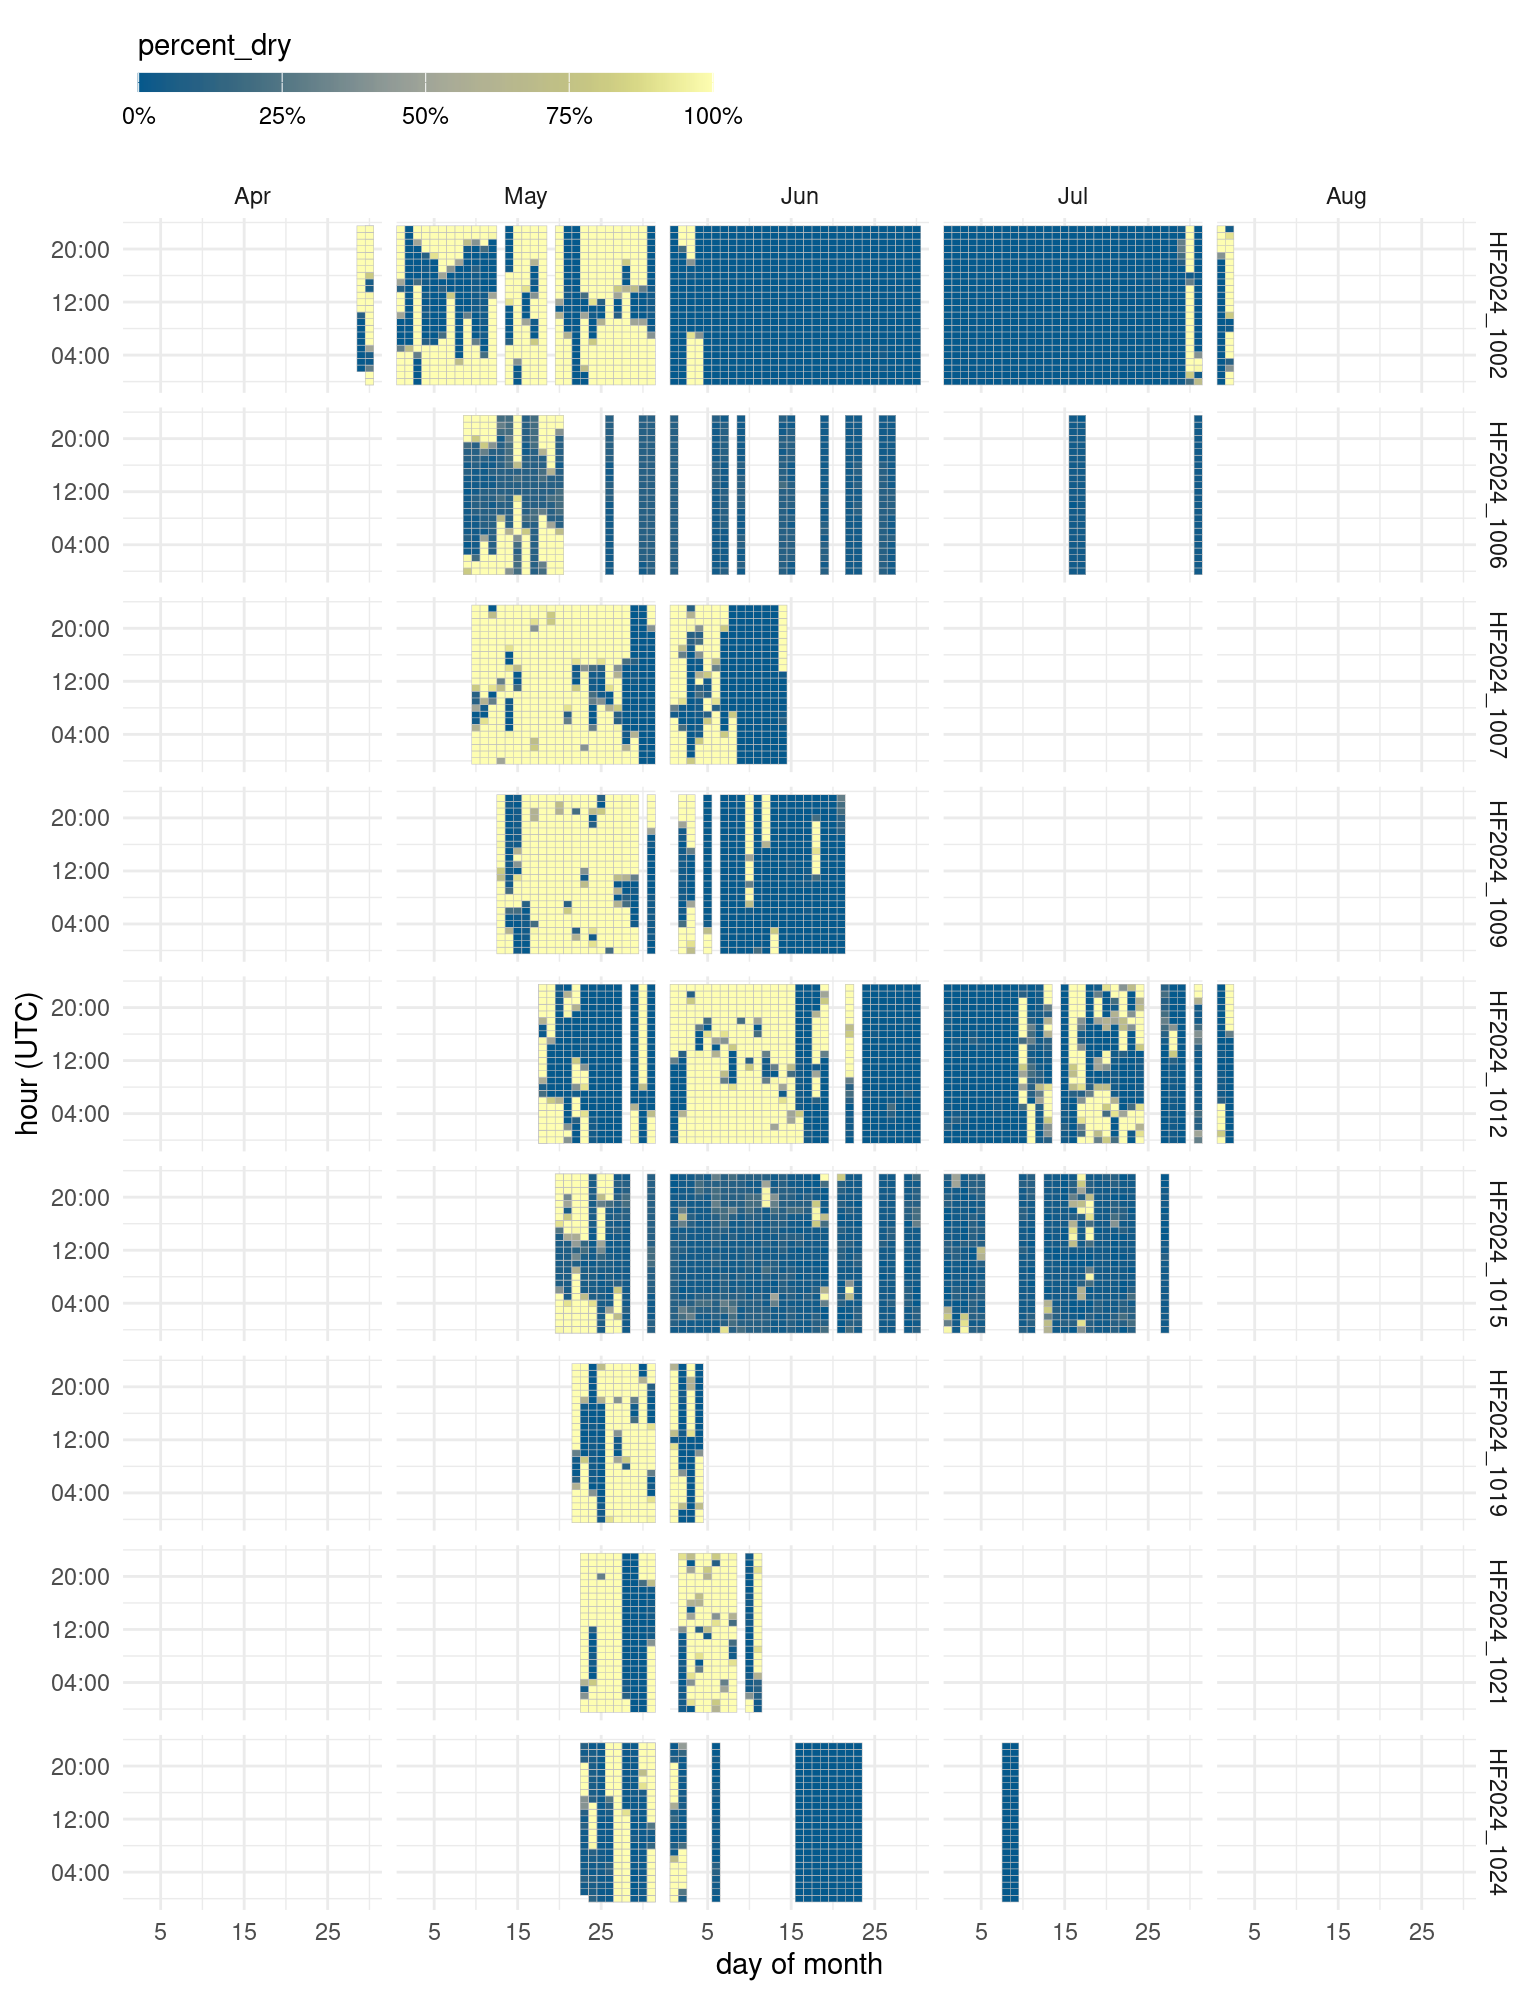 percent_dry
0% 25% 50% 75% 100%
Apr May Jun Jul Aug
20:00
12:00
04:00
HF2024_1002
20:00
12:00
04:00
HF2024_1006
20:00
12:00
04:00
HF2024_1007
20:00
12:00
04:00
HF2024_1009
hour (UTC)
20:00
12:00
04:00
HF2024_1012
20:00
12:00
04:00
HF2024_1015
20:00
12:00
04:00
HF2024_1019
20:00
12:00
04:00
HF2024_1021
20:00
12:00
04:00
HF2024_1024
5 15 25 5 15 25 5 15 25 5 15 25 5 15 25
day of month